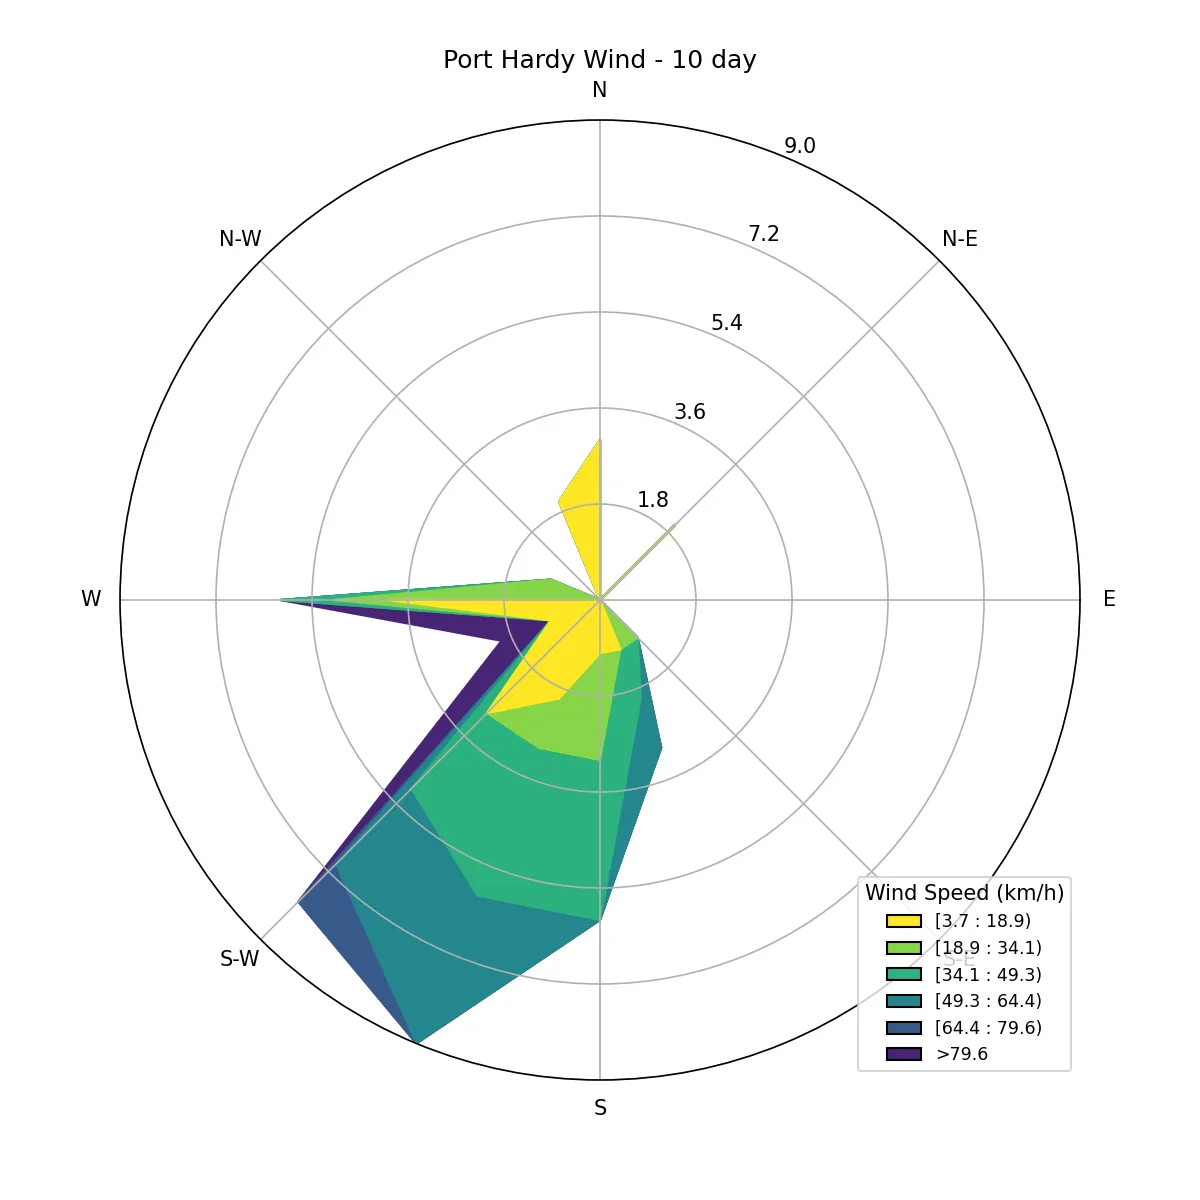 Port Hardy Wind - 10 day
N
9.0
7.2
N-W
N-E
5.4
3.6
1.8
W
E
S-W
S-E
S
Wind Speed (km/h)
[3.7 : 18.9)
[18.9 : 34.1)
[34.1 : 49.3)
[49.3 : 64.4)
[64.4 : 79.6)
>79.6